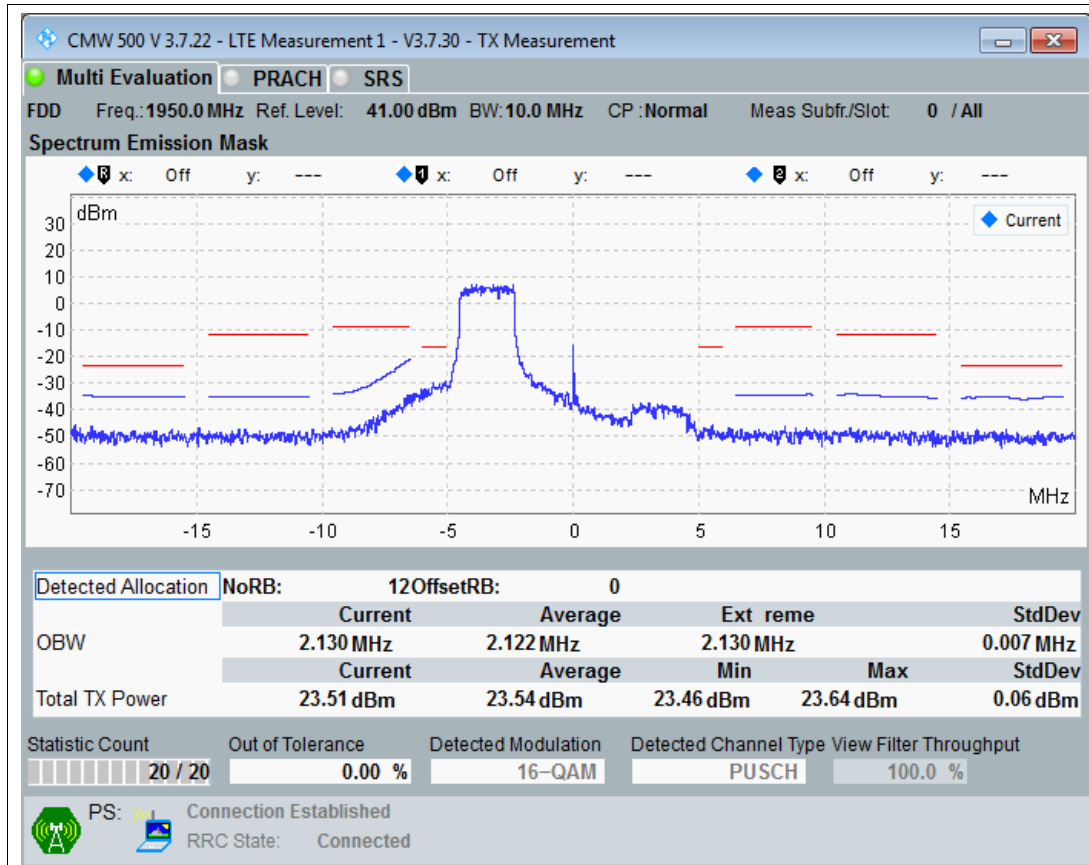 CMW 500 V 3.7.22 - LTE Measurement 1 - V3.7.30 - TX Measurement
Multi Evaluation PRACH SRS
FDD Freq.: 1950.0 MHz Ref. Level: 41.00 dBm BW: 10.0 MHz CP : Normal Meas Subfr./Slot: 0 / All
Spectrum Emission Mask
R x: Off y: --- 1 x: Off y: --- 2 x: Off y: ---
dBm
Current
30
20
10
0
-10
-20
-30
-40
-50
-60
-70
MHz
-15 -10 -5 0 5 10 15
Detected Allocation NoRB: 12 OffsetRB: 0
Current Average Ext reme StdDev
OBW 2.130 MHz 2.122 MHz 2.130 MHz 0.007 MHz
Current Average Min Max StdDev
Total TX Power 23.51 dBm 23.54 dBm 23.46 dBm 23.64 dBm 0.06 dBm
Statistic Count Out of Tolerance Detected Modulation Detected Channel Type View Filter Throughput
20 / 20 0.00 % 16-QAM PUSCH 100.0 %
PS: Connection Established
RRC State: Connected